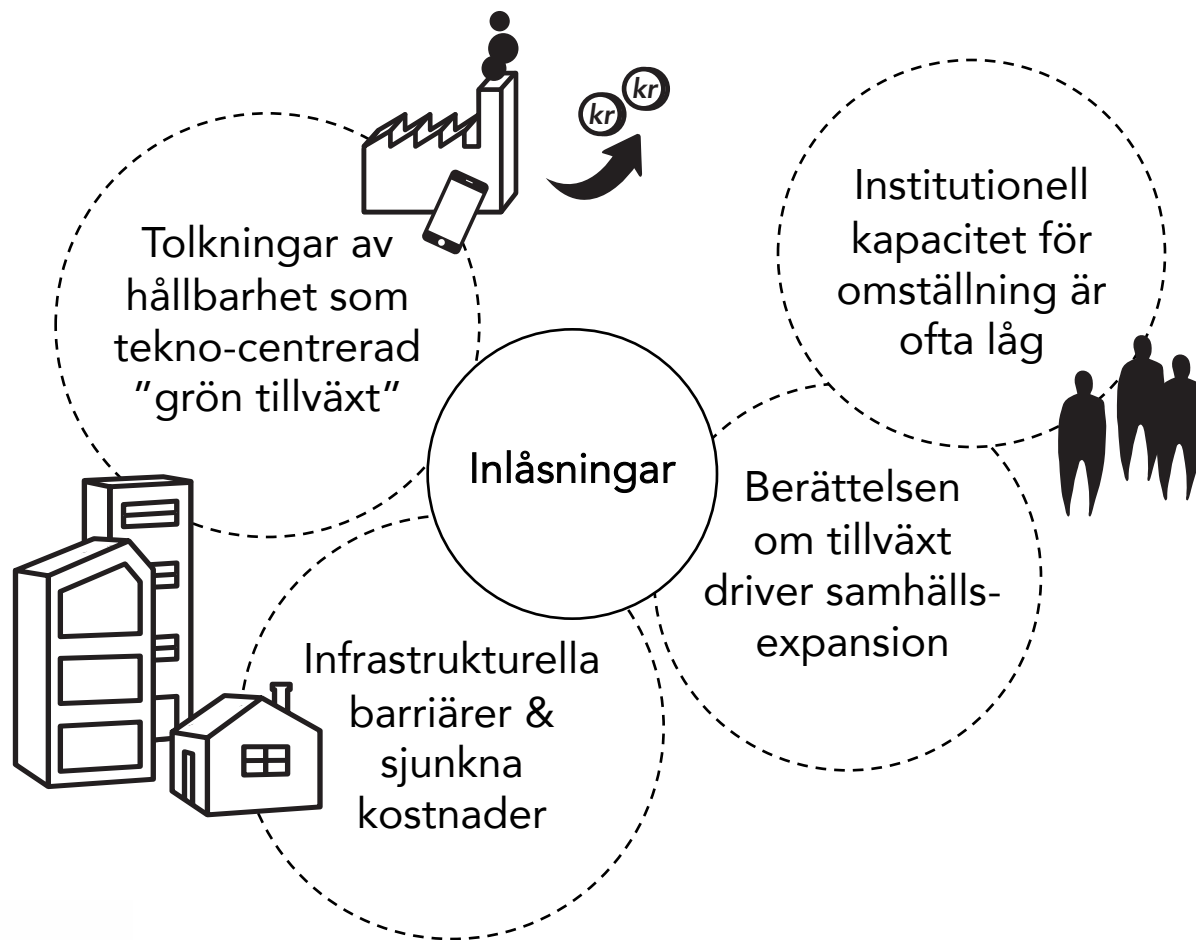 kr
kr
Tolkningar av
hållbarhet som
tekno-centrerad
”grön tillväxt”
Institutionell
kapacitet för
omställning är
ofta låg
Inlåsningar
Berättelsen
om tillväxt
driver samhälls-
expansion
Infrastrukturella
barriärer &
sjunkna
kostnader